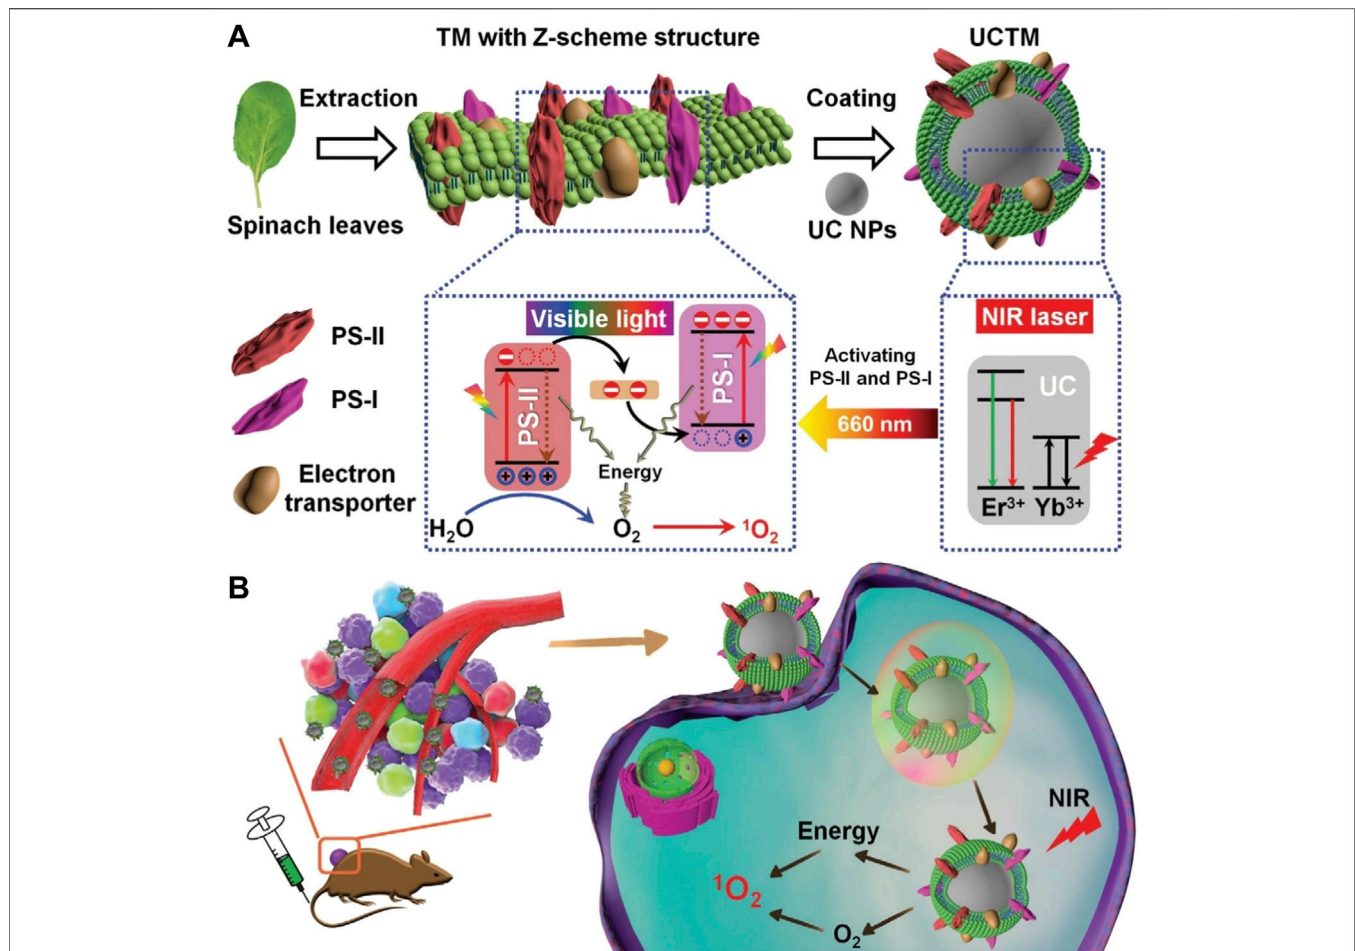 A
TM with Z-scheme structure
UCTM
Extraction
Coating
Spinach leaves
UC NPs
PS-II
PS-I
Electron
transporter
Visible light
PS-II
PS-I
Energy
H₂O
O₂
¹O₂
Activating
PS-II and PS-I
660 nm
NIR laser
UC
Er³⁺ Yb³⁺
B
NIR
Energy
¹O₂
O₂